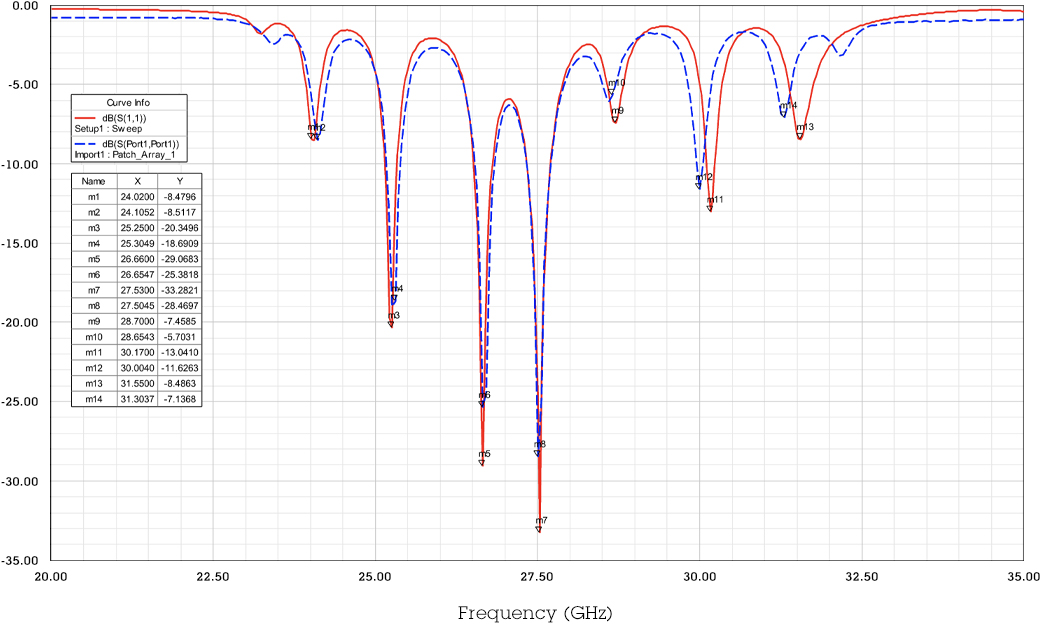 0.00
-5.00
-10.00
-15.00
-20.00
-25.00
-30.00
-35.00
Curve Info
dB(S(1,1))
Setup1 : Sweep
dB(S(Port1,Port1))
Import1 : Patch_Array_1
Name X Y
m1 24.0200 -8.4796
m2 24.1052 -8.5117
m3 25.2500 -20.3496
m4 25.3049 -18.6909
m5 26.6600 -29.0683
m6 26.6547 -25.3818
m7 27.5300 -33.2821
m8 27.5045 -28.4697
m9 28.7000 -7.4585
m10 28.6543 -5.7031
m11 30.1700 -13.0410
m12 30.0040 -11.6263
m13 31.5500 -8.4863
m14 31.3037 -7.1368
m10
m14
m9
m12
m13
m12
m11
m4
m3
m6
m8
m5
m7
20.00 22.50 25.00 27.50 30.00 32.50 35.00
Frequency (GHz)